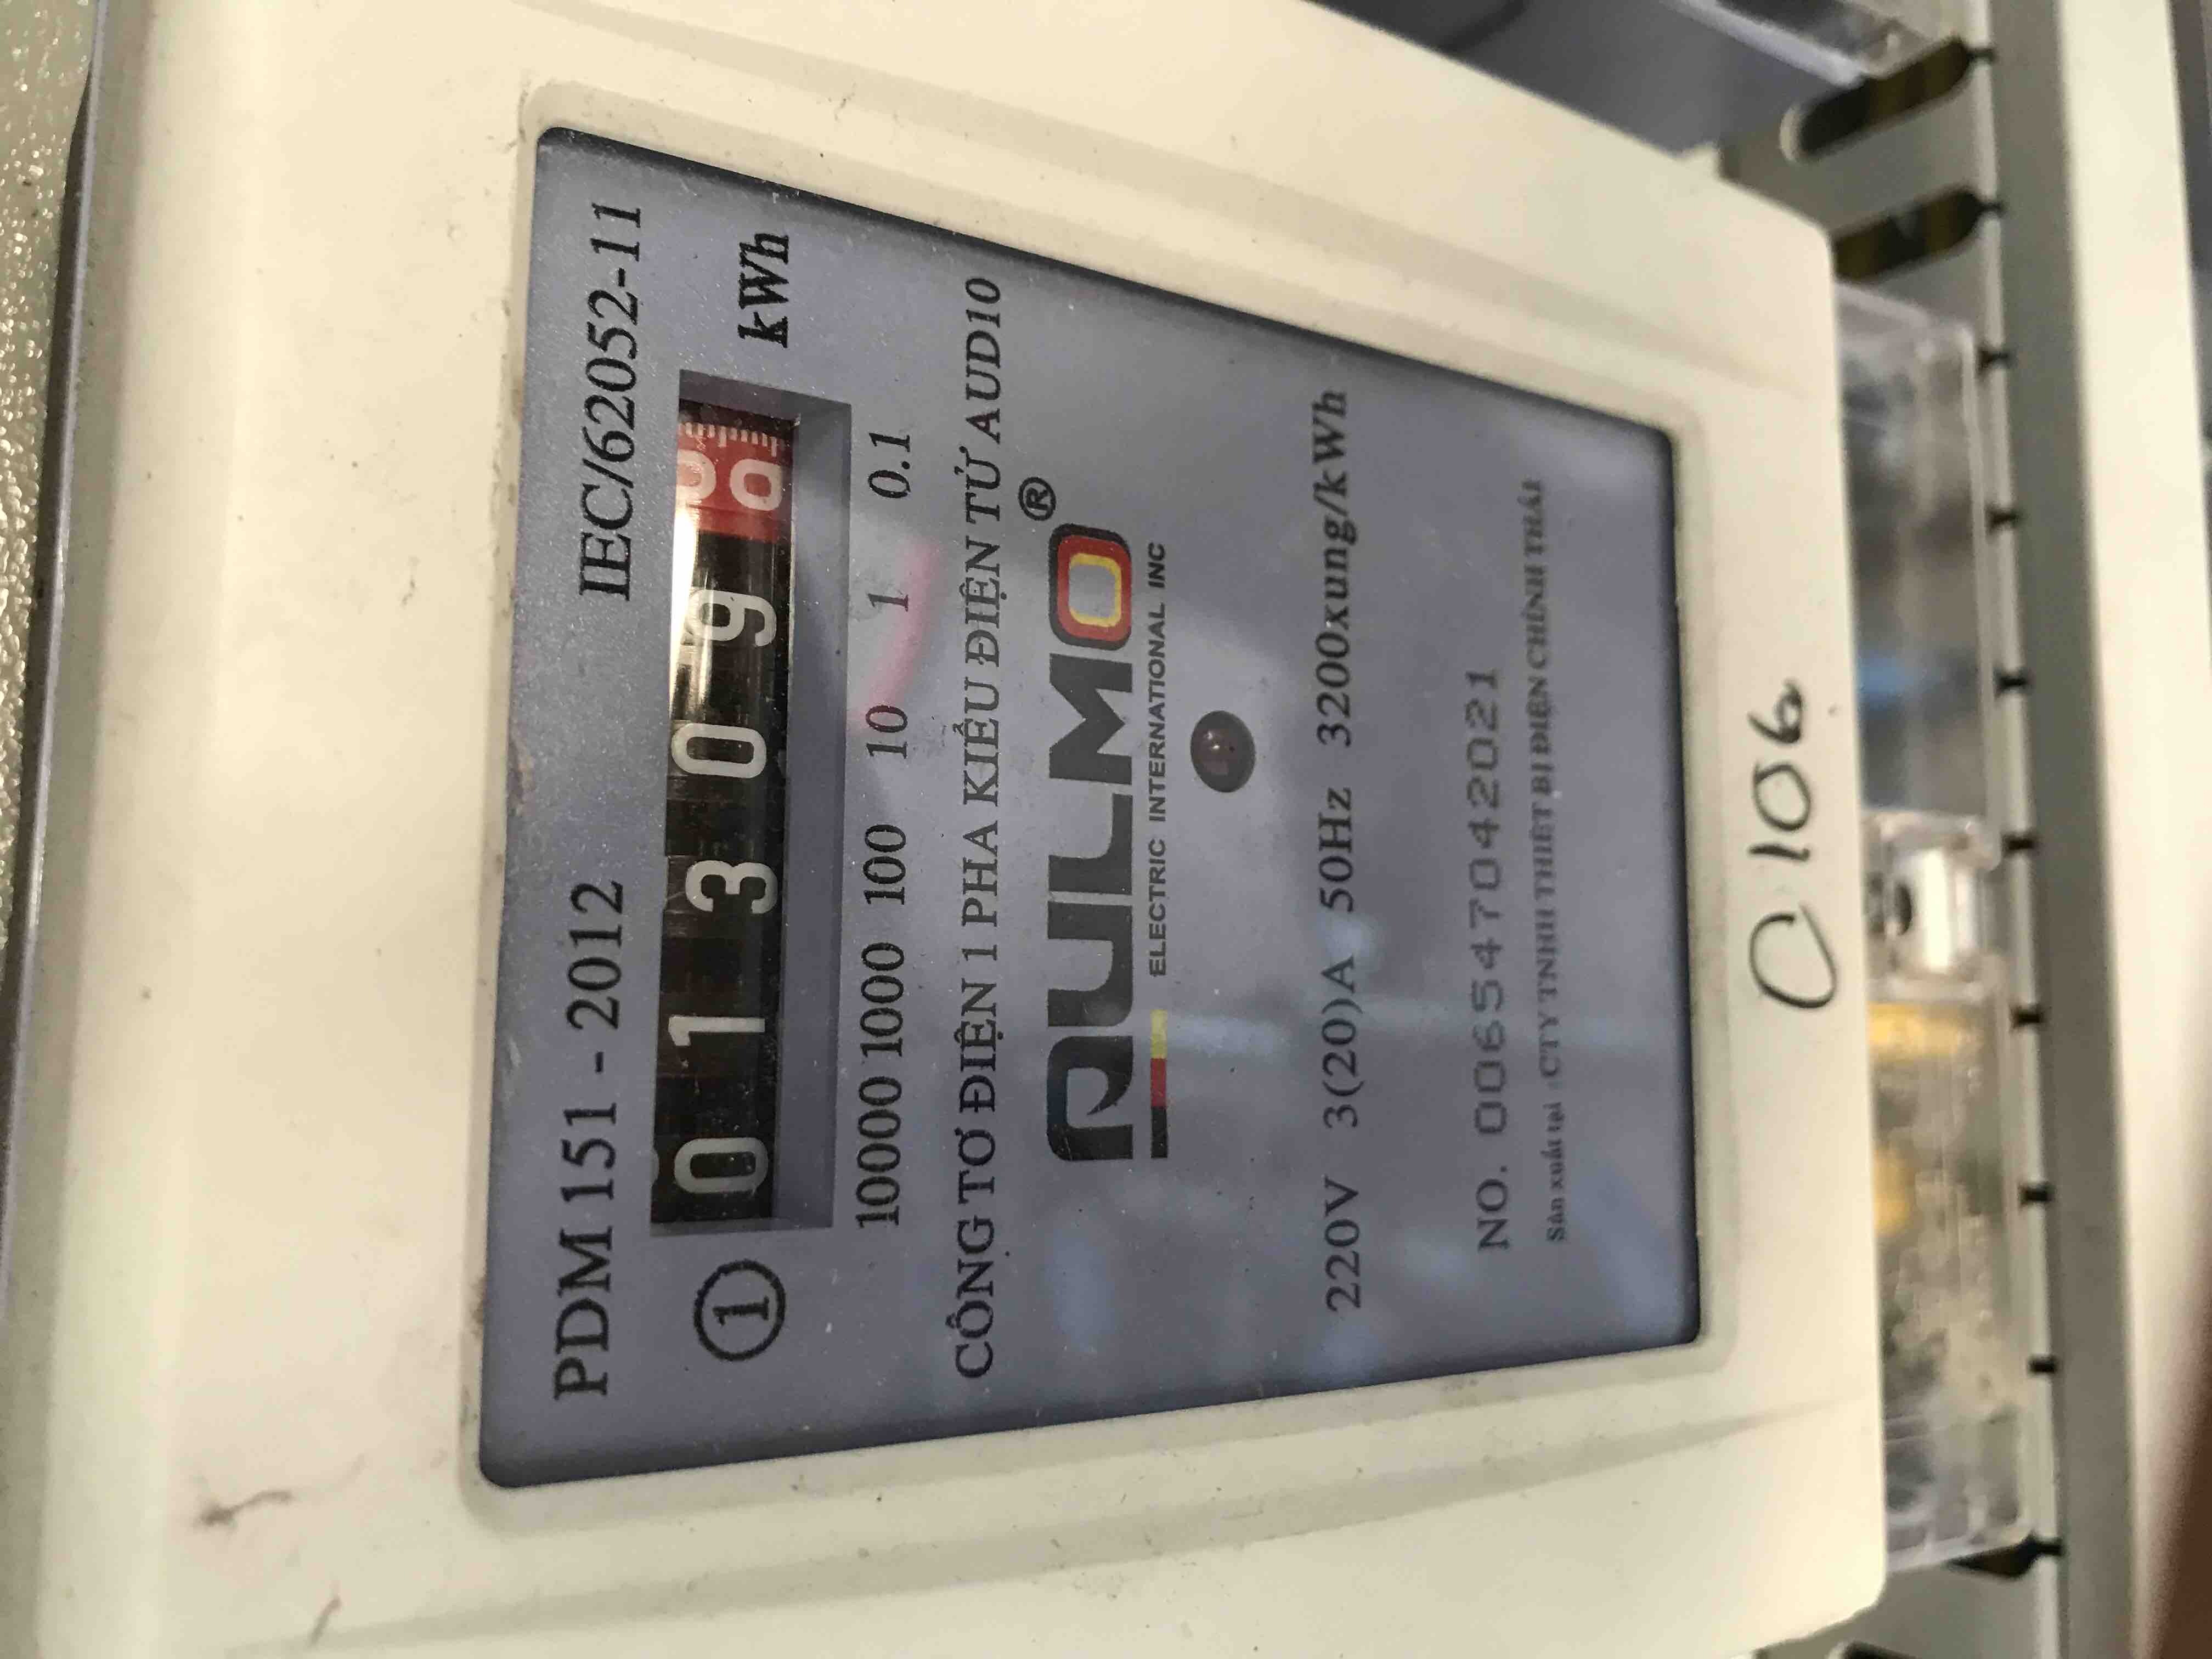 PDM 151 - 2012 IEC/62052-11
1 0 1 3 0 9 kWh
10000 1000 100 10 1 0.1
CÔNG TƠ ĐIỆN 1 PHA KIỂU ĐIỆN TỬ AUD10
AULMO®
ELECTRIC INTERNATIONAL INC
220V 3(20)A 50Hz 3200xung/kWh
NO. 006547042021
Sản xuất tại : CTY TNHH THIẾT BỊ ĐIỆN CHÍNH THÁI
C106